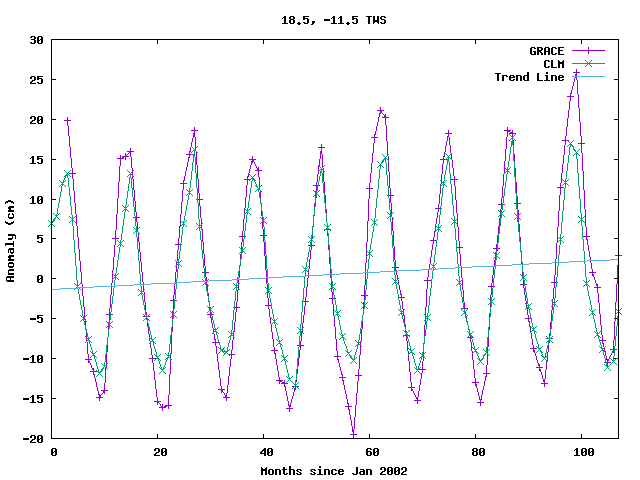 18.5, -11.5 TWS
30
25
20
15
10
5
0
-5
-10
-15
-20
Anomaly (cm)
GRACE
CLM
Trend Line
0 20 40 60 80 100
Months since Jan 2002